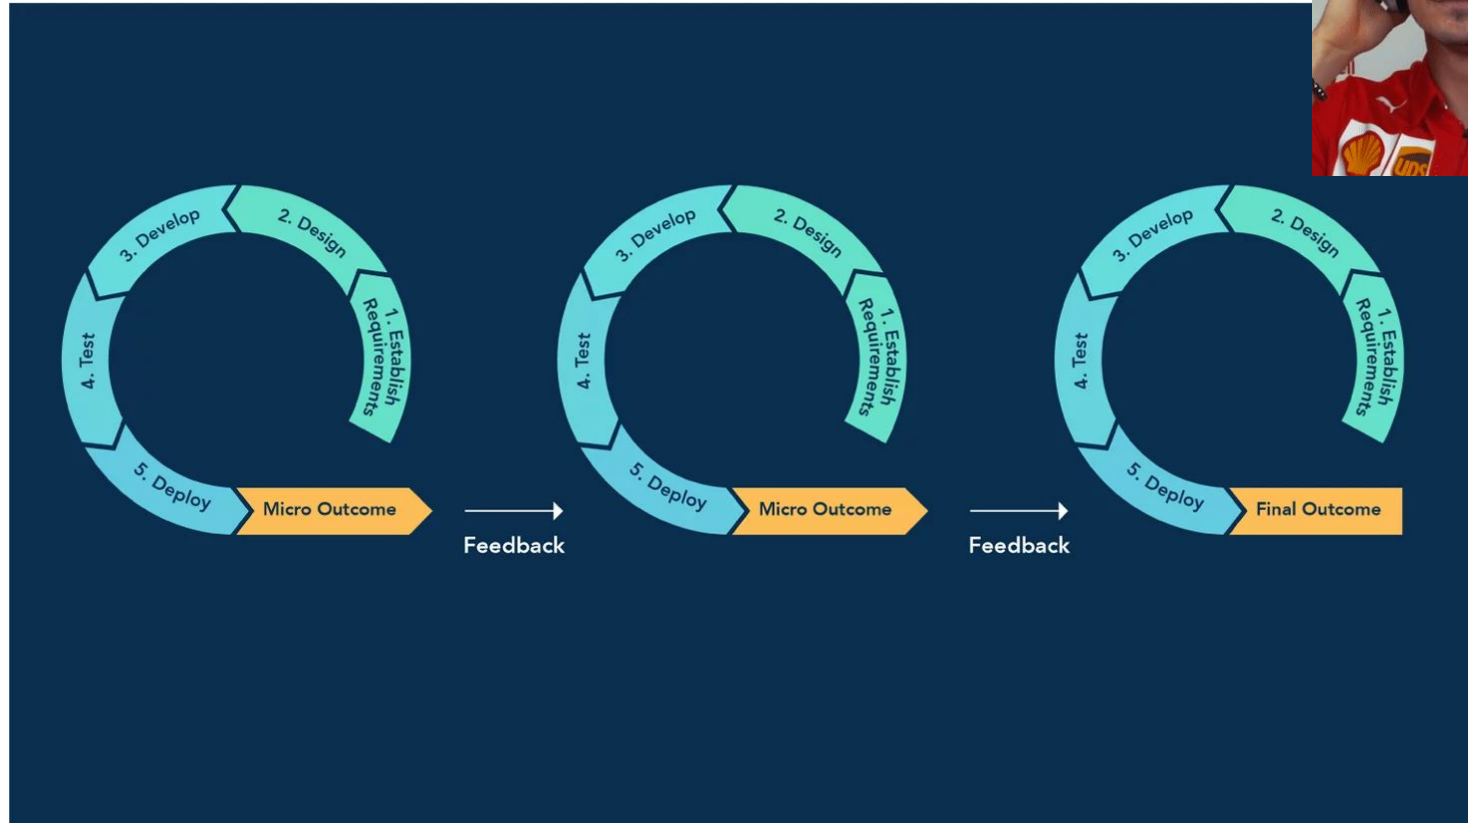 3. Develop
2. Design
1. Establish
Requirements
4. Test
5. Deploy
Micro Outcome
Feedback
3. Develop
2. Design
1. Establish
Requirements
4. Test
5. Deploy
Micro Outcome
Feedback
3. Develop
2. Design
1. Establish
Requirements
4. Test
5. Deploy
Final Outcome
ups